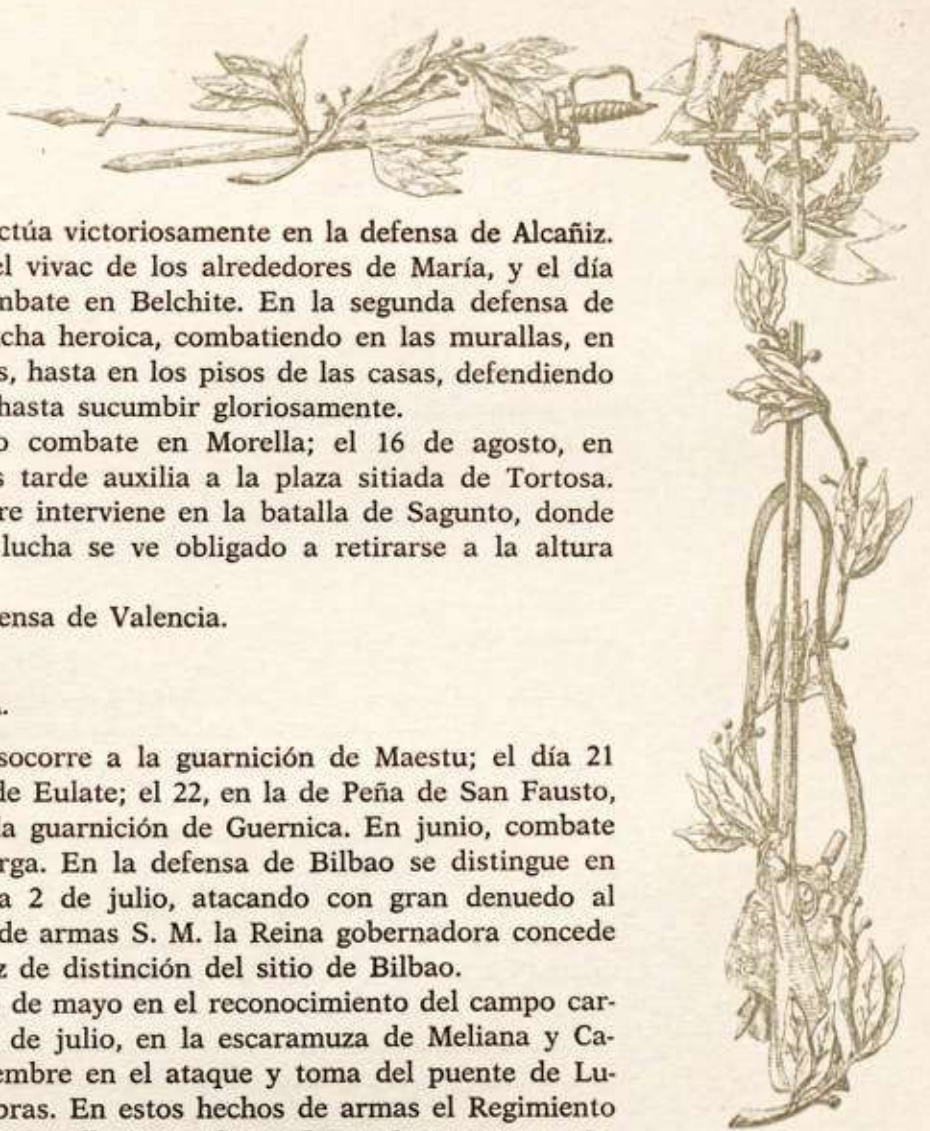 ctúa victoriosamente en la defensa de Alcañiz.
el vivac de los alrededores de María, y el día
nbate en Belchite. En la segunda defensa de
cha heroica, combatiendo en las murallas, en
s, hasta en los pisos de las casas, defendiendo
hasta sucumbir gloriosamente.
o combate en Morella; el 16 de agosto, en
s tarde auxilia a la plaza sitiada de Tortosa.
re interviene en la batalla de Sagunto, donde
lucha se ve obligado a retirarse a la altura
ensa de Valencia.
.
socorre a la guarnición de Maestu; el día 21
de Eulate; el 22, en la de Peña de San Fausto,
la guarnición de Guernica. En junio, combate
rga. En la defensa de Bilbao se distingue en
a 2 de julio, atacando con gran denuedo al
de armas S. M. la Reina gobernadora concede
z de distinción del sitio de Bilbao.
de mayo en el reconocimiento del campo car-
de julio, en la escaramuza de Meliana y Ca-
embre en el ataque y toma del puente de Lu-
oras. En estos hechos de armas el Regimiento